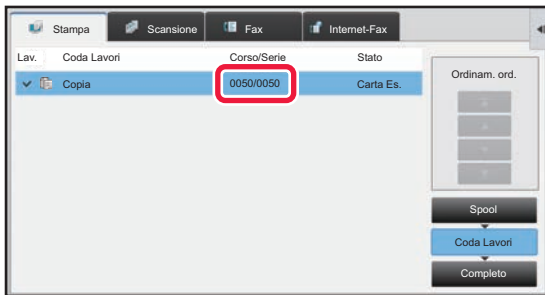 Stampa Scansione Fax Internet-Fax
Lav. Coda Lavori Corso/Serie Stato
Copia 0050/0050 Carta Es.
Ordinam. ord.
Spool
Coda Lavori
Completo